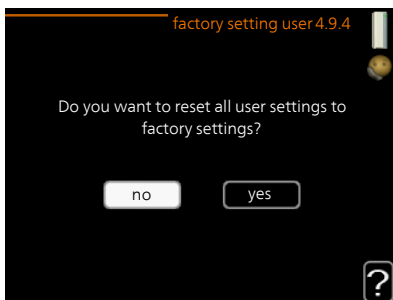 factory setting user 4.9.4
Do you want to reset all user settings to
factory settings?
no
yes
?